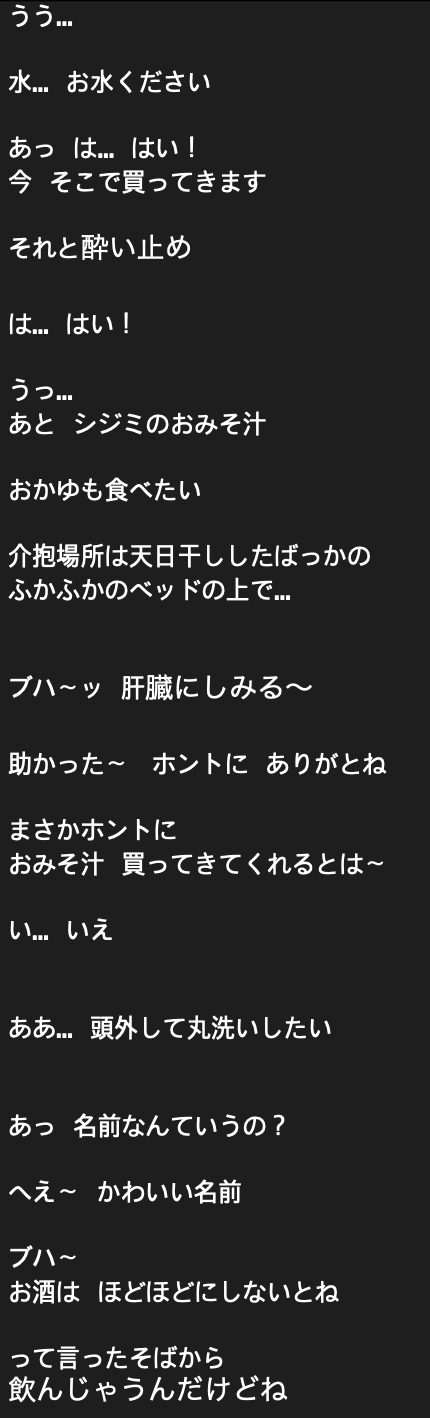 うう…
水… お水ください
あっ は… はい！
今 そこで買ってきます
それと酔い止め
は… はい！
うっ…
あと シジミのおみそ汁
おかゆも食べたい
介抱場所は天日干ししたばっかの
ふかふかのベッドの上で…
ブハ～ッ 肝臓にしみる～
助かった～ ホントに ありがとね
まさかホントに
おみそ汁 買ってきてくれるとは～
い… いえ
ああ… 頭外して丸洗いしたい
あっ 名前なんていうの？
へえ～ かわいい名前
ブハ～
お酒は ほどほどにしないとね
って言ったそばから
飲んじゃうんだけどね